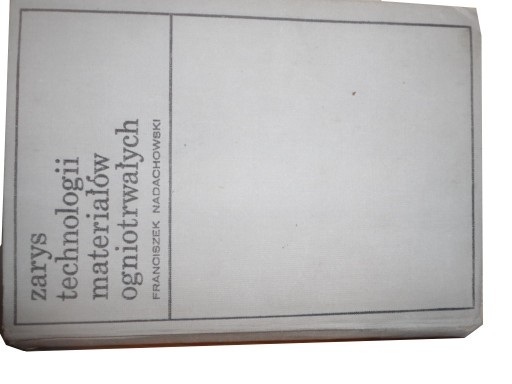 zarys
technologii
materiałów
ogniotrwałych
FRANCISZEK NADACHOWSKI